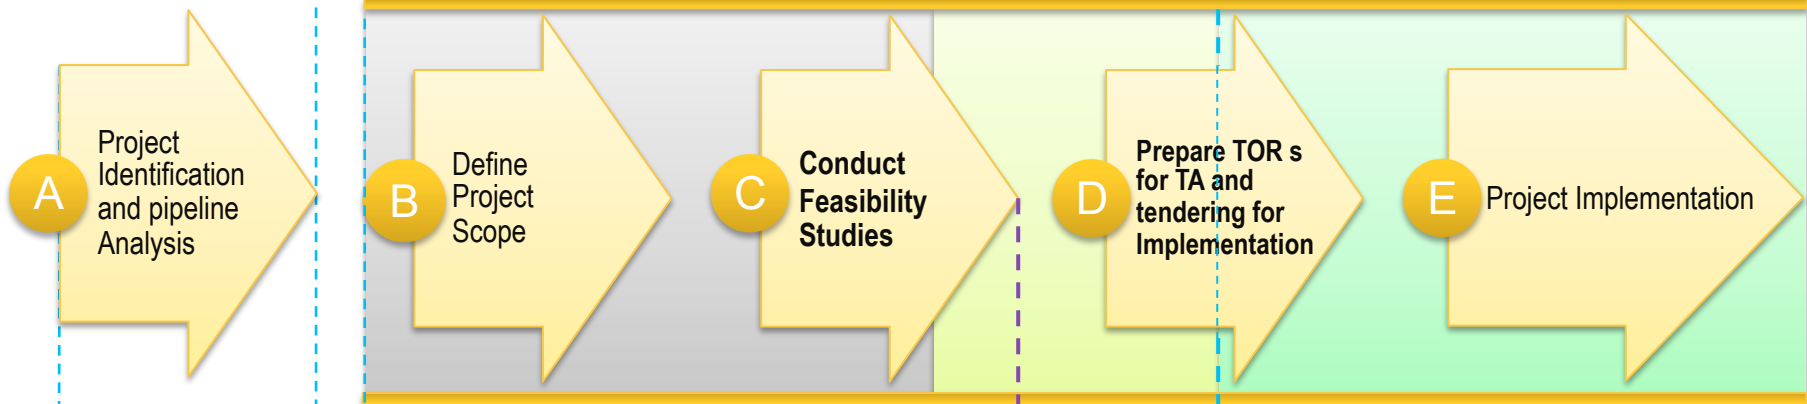 A
Project
Identification
and pipeline
Analysis
B
Define
Project
Scope
C
Conduct
Feasibility
Studies
D
Prepare TOR s
for TA and
tendering for
Implementation
E
Project Implementation